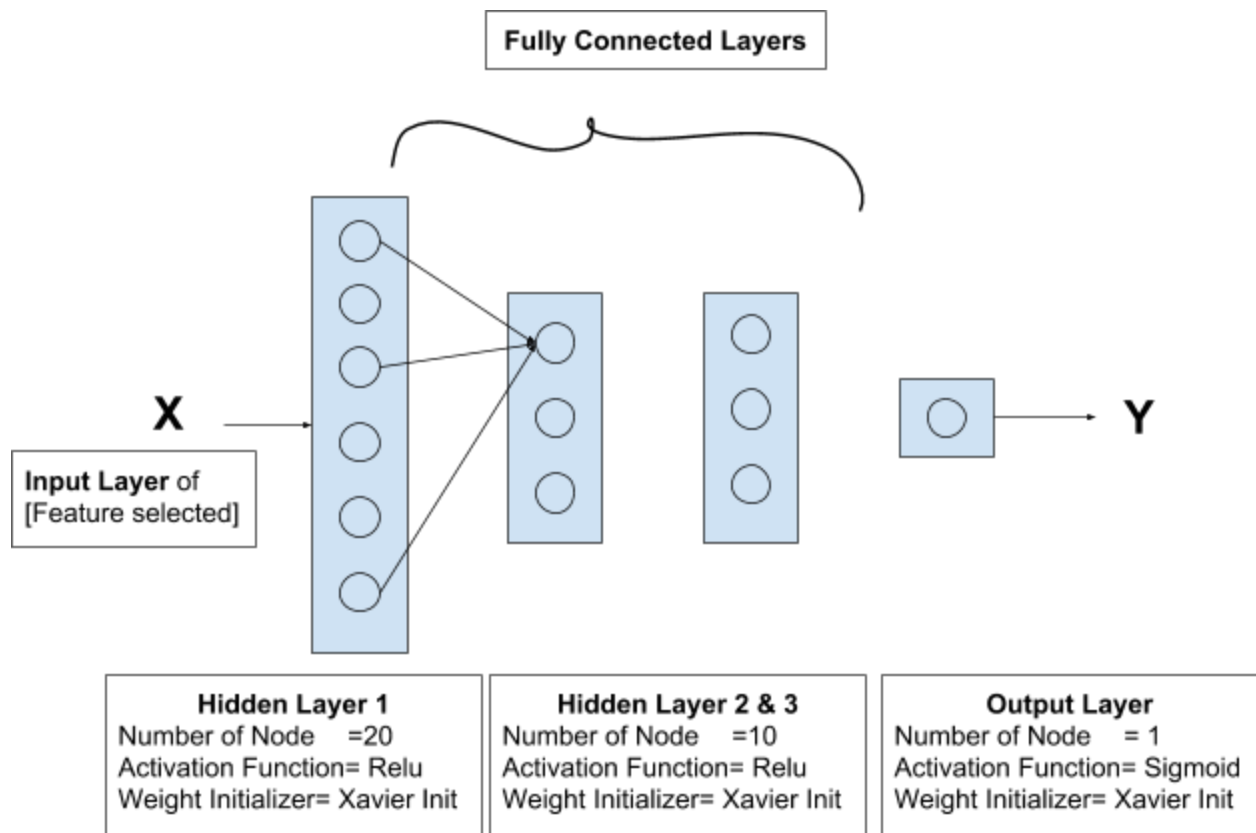 Fully Connected Layers
X
Y
Input Layer of
[Feature selected]
Hidden Layer 1
Number of Node =20
Activation Function= Relu
Weight Initializer= Xavier Init
Hidden Layer 2 & 3
Number of Node =10
Activation Function= Relu
Weight Initializer= Xavier Init
Output Layer
Number of Node = 1
Activation Function= Sigmoid
Weight Initializer= Xavier Init